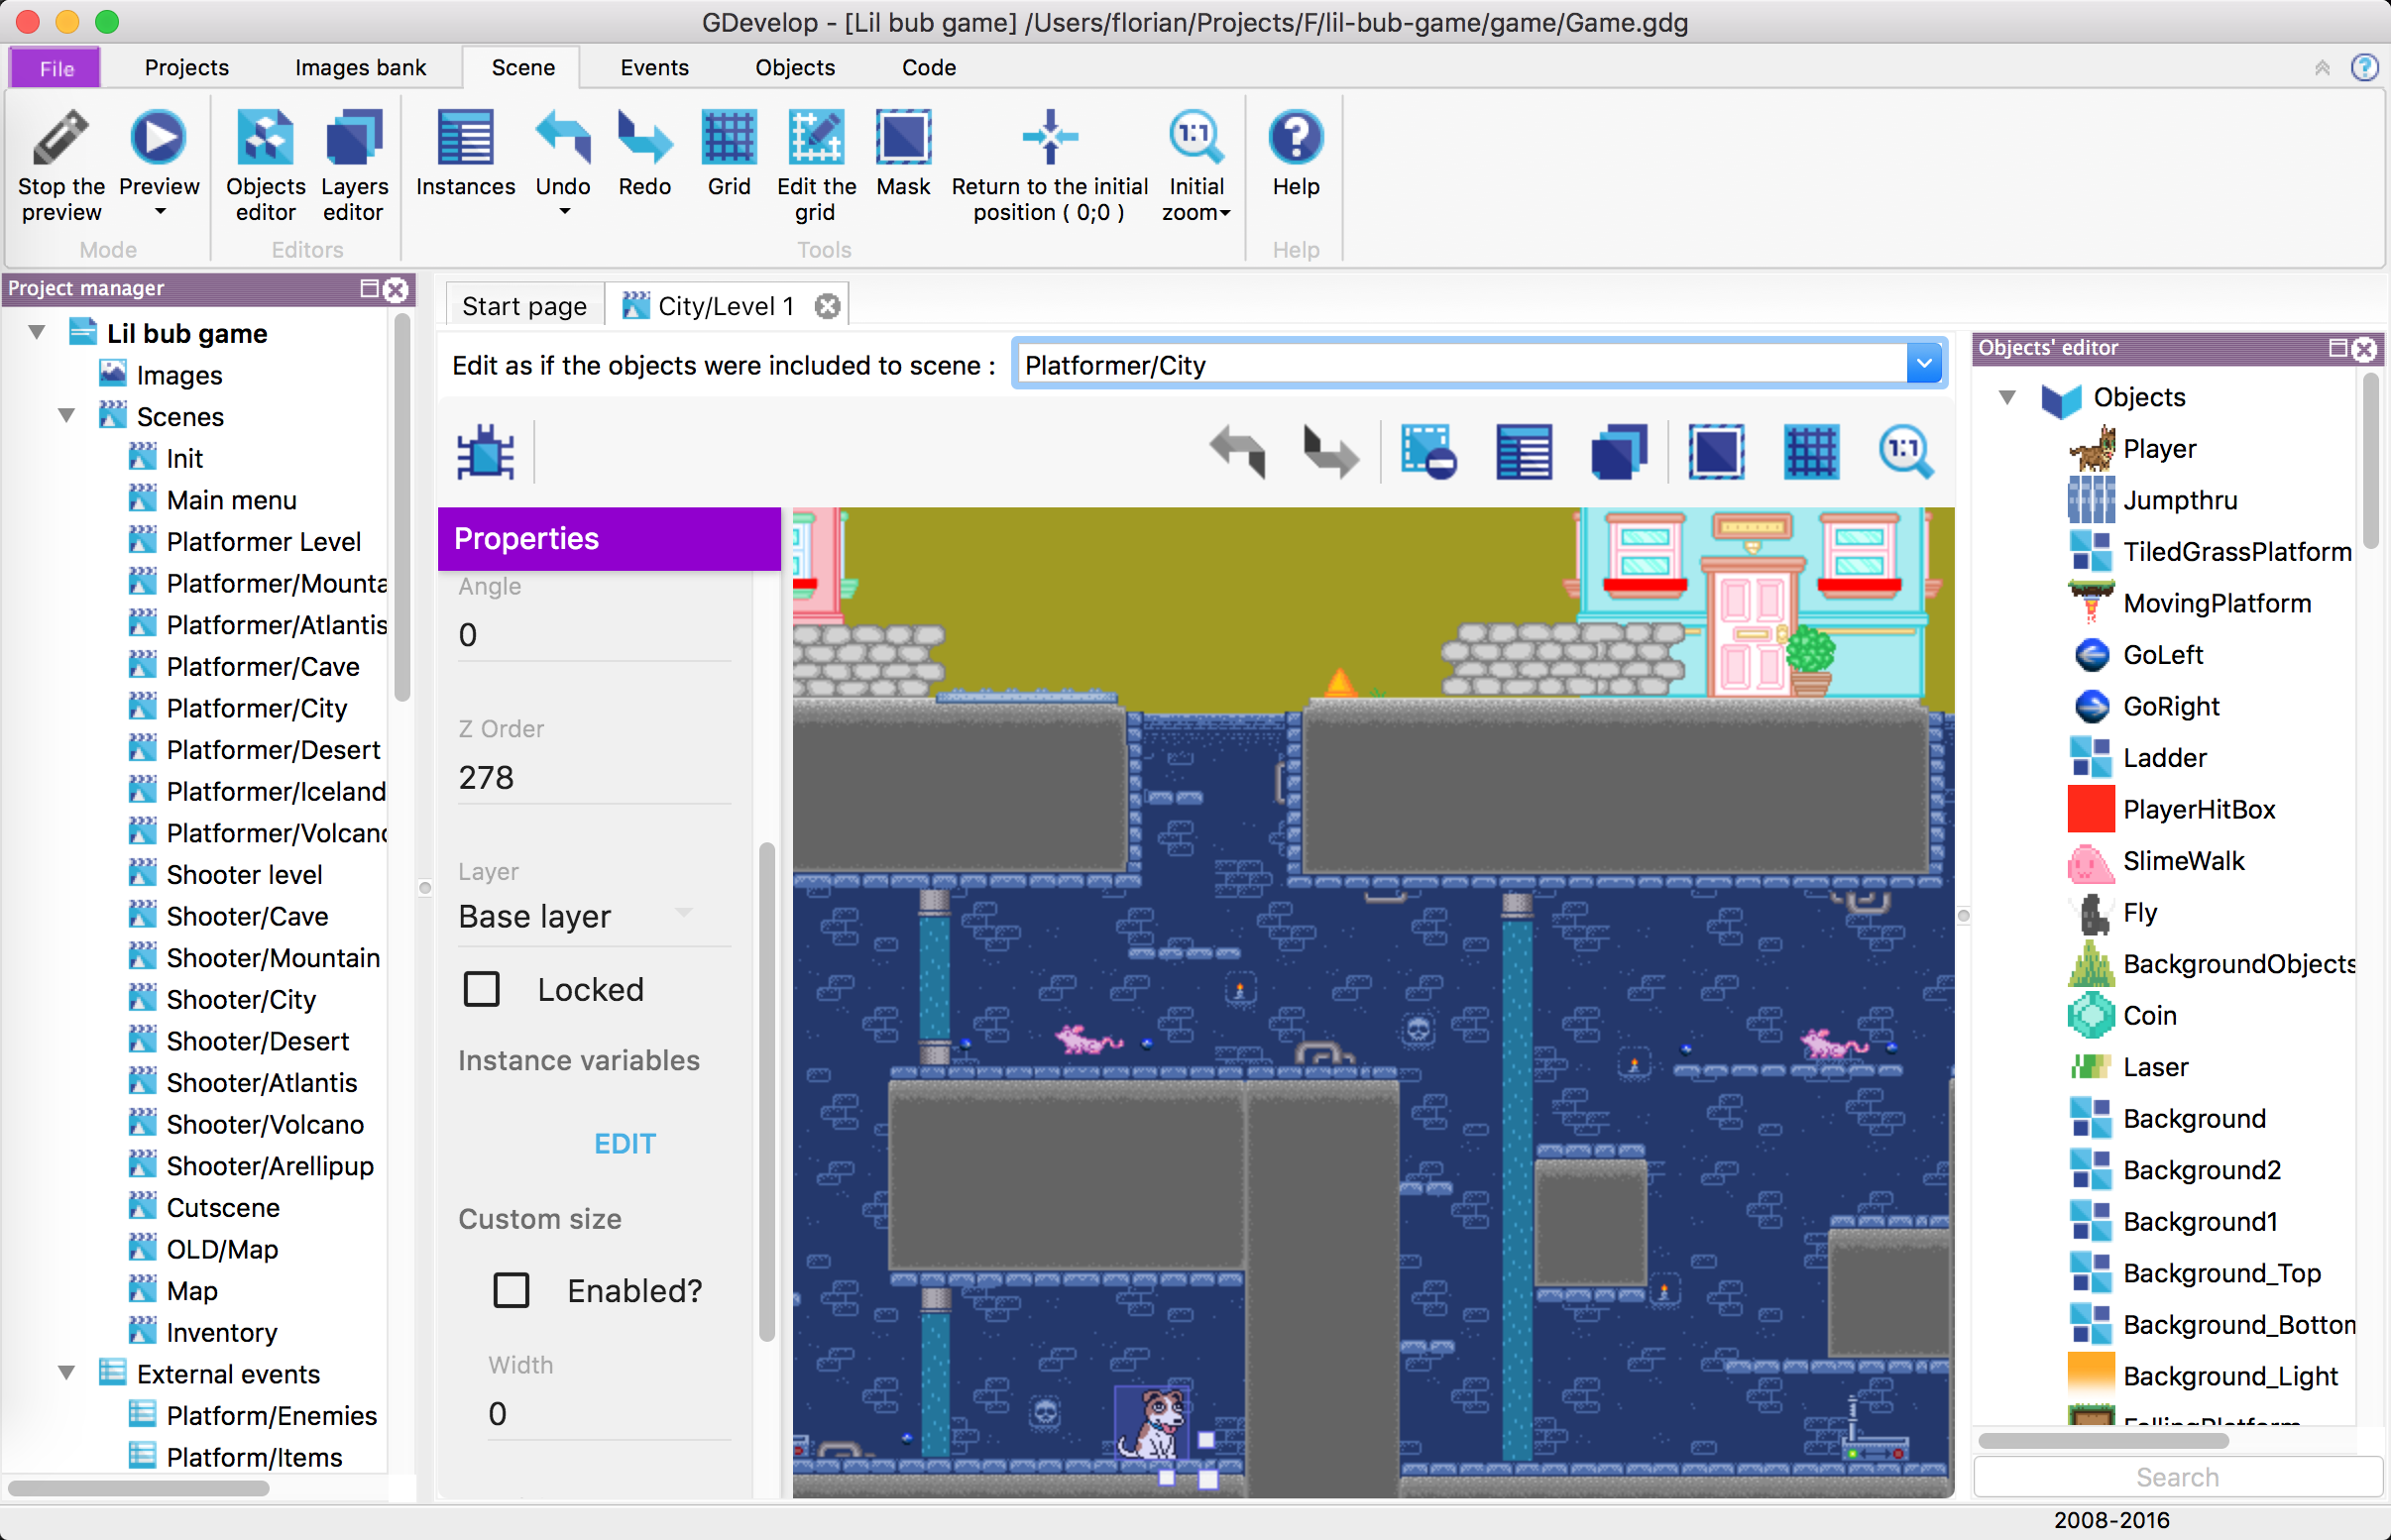 GDevelop - [Lil bub game] /Users/florian/Projects/F/lil-bub-game/game/Game.gdg
File
Projects
Images bank
Scene
Events
Objects
Code
Stop the
preview
Preview
Objects
editor
Layers
editor
Instances
Undo
Redo
Grid
Edit the
grid
Mask
Return to the initial
position ( 0;0 )
1:1
Initial
zoom
Help
Mode
Editors
Tools
Help
Project manager
Lil bub game
Images
Scenes
Init
Main menu
Platformer Level
Platformer/Mounta
Platformer/Atlantis
Platformer/Cave
Platformer/City
Platformer/Desert
Platformer/Iceland
Platformer/Volcano
Shooter level
Shooter/Cave
Shooter/Mountain
Shooter/City
Shooter/Desert
Shooter/Atlantis
Shooter/Volcano
Shooter/Arellipup
Cutscene
OLD/Map
Map
Inventory
External events
Platform/Enemies
Platform/Items
Start page
City/Level 1
Edit as if the objects were included to scene :
Platformer/City
1:1
Properties
Angle
0
Z Order
278
Layer
Base layer
Locked
Instance variables
EDIT
Custom size
Enabled?
Width
0
Objects' editor
Objects
Player
Jumpthru
TiledGrassPlatform
MovingPlatform
GoLeft
GoRight
Ladder
PlayerHitBox
SlimeWalk
Fly
BackgroundObjects
Coin
Laser
Background
Background2
Background1
Background_Top
Background_Bottom
Background_Light
FallingPlatform
Search
2008-2016